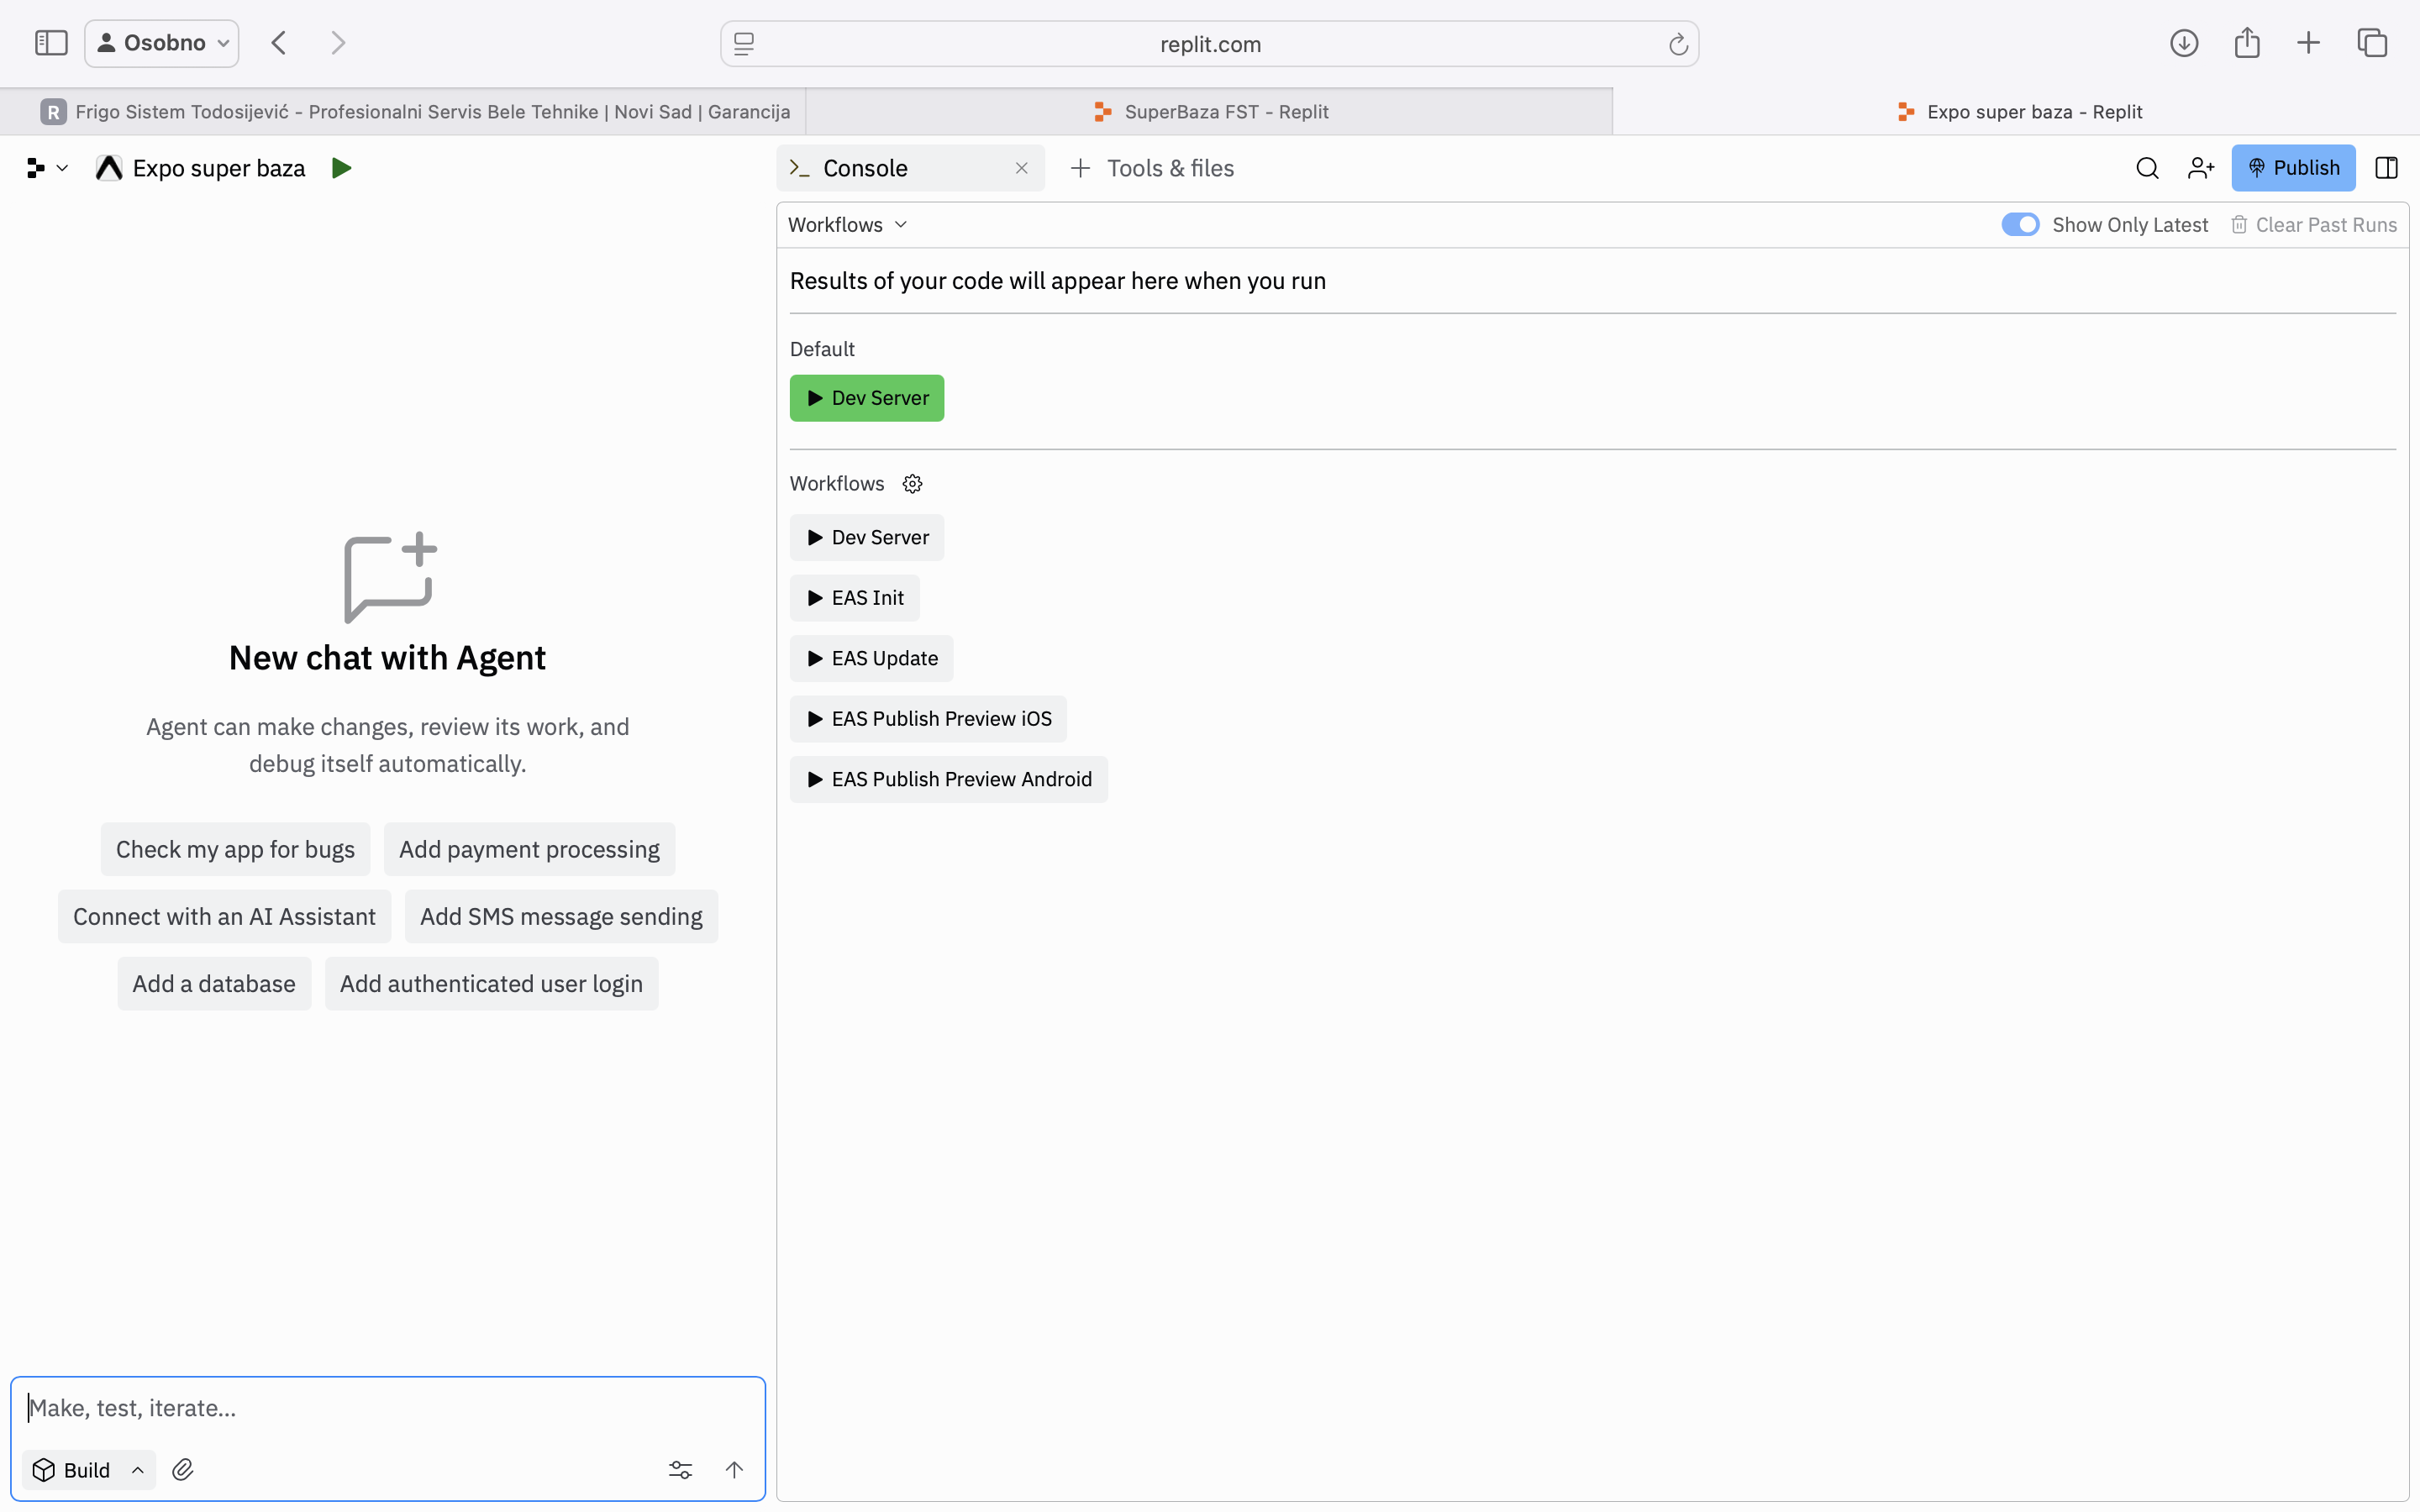 Osobno
replit.com
R Frigo Sistem Todosijević - Profesionalni Servis Bele Tehnike | Novi Sad | Garancija
SuperBaza FST - Replit
Expo super baza - Replit
Expo super baza
Console
Tools & files
Publish
Workflows
Show Only Latest
Clear Past Runs
Results of your code will appear here when you run
Default
Dev Server
Workflows
Dev Server
EAS Init
EAS Update
EAS Publish Preview iOS
EAS Publish Preview Android
New chat with Agent
Agent can make changes, review its work, and
debug itself automatically.
Check my app for bugs
Add payment processing
Connect with an AI Assistant
Add SMS message sending
Add a database
Add authenticated user login
Make, test, iterate...
Build